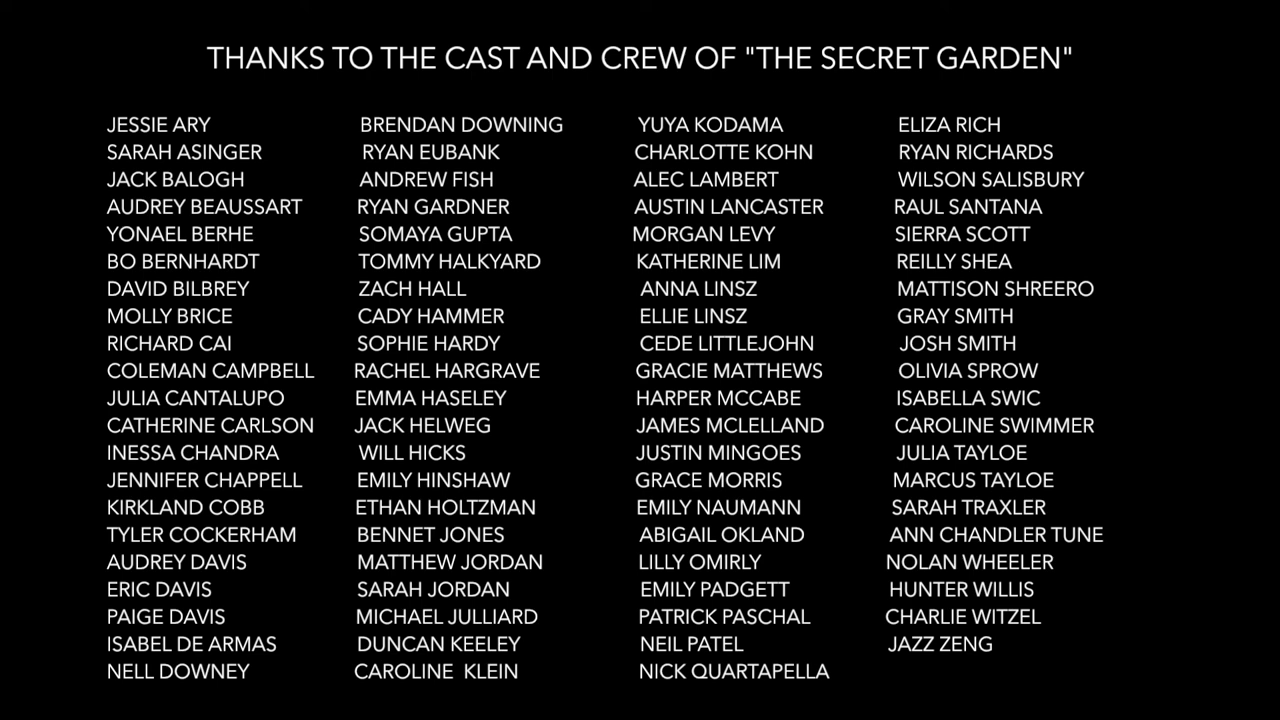 THANKS TO THE CAST AND CREW OF "THE SECRET GARDEN"
JESSIE ARY
SARAH ASINGER
JACK BALOGH
AUDREY BEAUSSART
YONAEL BERHE
BO BERNHARDT
DAVID BILBREY
MOLLY BRICE
RICHARD CAI
COLEMAN CAMPBELL
JULIA CANTALUPO
CATHERINE CARLSON
INESSA CHANDRA
JENNIFER CHAPPELL
KIRKLAND COBB
TYLER COCKERHAM
AUDREY DAVIS
ERIC DAVIS
PAIGE DAVIS
ISABEL DE ARMAS
NELL DOWNEY
BRENDAN DOWNING
RYAN EUBANK
ANDREW FISH
RYAN GARDNER
SOMAYA GUPTA
TOMMY HALKYARD
ZACH HALL
CADY HAMMER
SOPHIE HARDY
RACHEL HARGRAVE
EMMA HASELEY
JACK HELWEG
WILL HICKS
EMILY HINSHAW
ETHAN HOLTZMAN
BENNET JONES
MATTHEW JORDAN
SARAH JORDAN
MICHAEL JULLIARD
DUNCAN KEELEY
CAROLINE KLEIN
YUYA KODAMA
CHARLOTTE KOHN
ALEC LAMBERT
AUSTIN LANCASTER
MORGAN LEVY
KATHERINE LIM
ANNA LINSZ
ELLIE LINSZ
CEDE LITTLEJOHN
GRACIE MATTHEWS
HARPER MCCABE
JAMES MCLELLAND
JUSTIN MINGOES
GRACE MORRIS
EMILY NAUMANN
ABIGAIL OKLAND
LILLY OMIRLY
EMILY PADGETT
PATRICK PASCHAL
NEIL PATEL
NICK QUARTAPELLA
ELIZA RICH
RYAN RICHARDS
WILSON SALISBURY
RAUL SANTANA
SIERRA SCOTT
REILLY SHEA
MATTISON SHREERO
GRAY SMITH
JOSH SMITH
OLIVIA SPROW
ISABELLA SWIC
CAROLINE SWIMMER
JULIA TAYLOE
MARCUS TAYLOE
SARAH TRAXLER
ANN CHANDLER TUNE
NOLAN WHEELER
HUNTER WILLIS
CHARLIE WITZEL
JAZZ ZENG